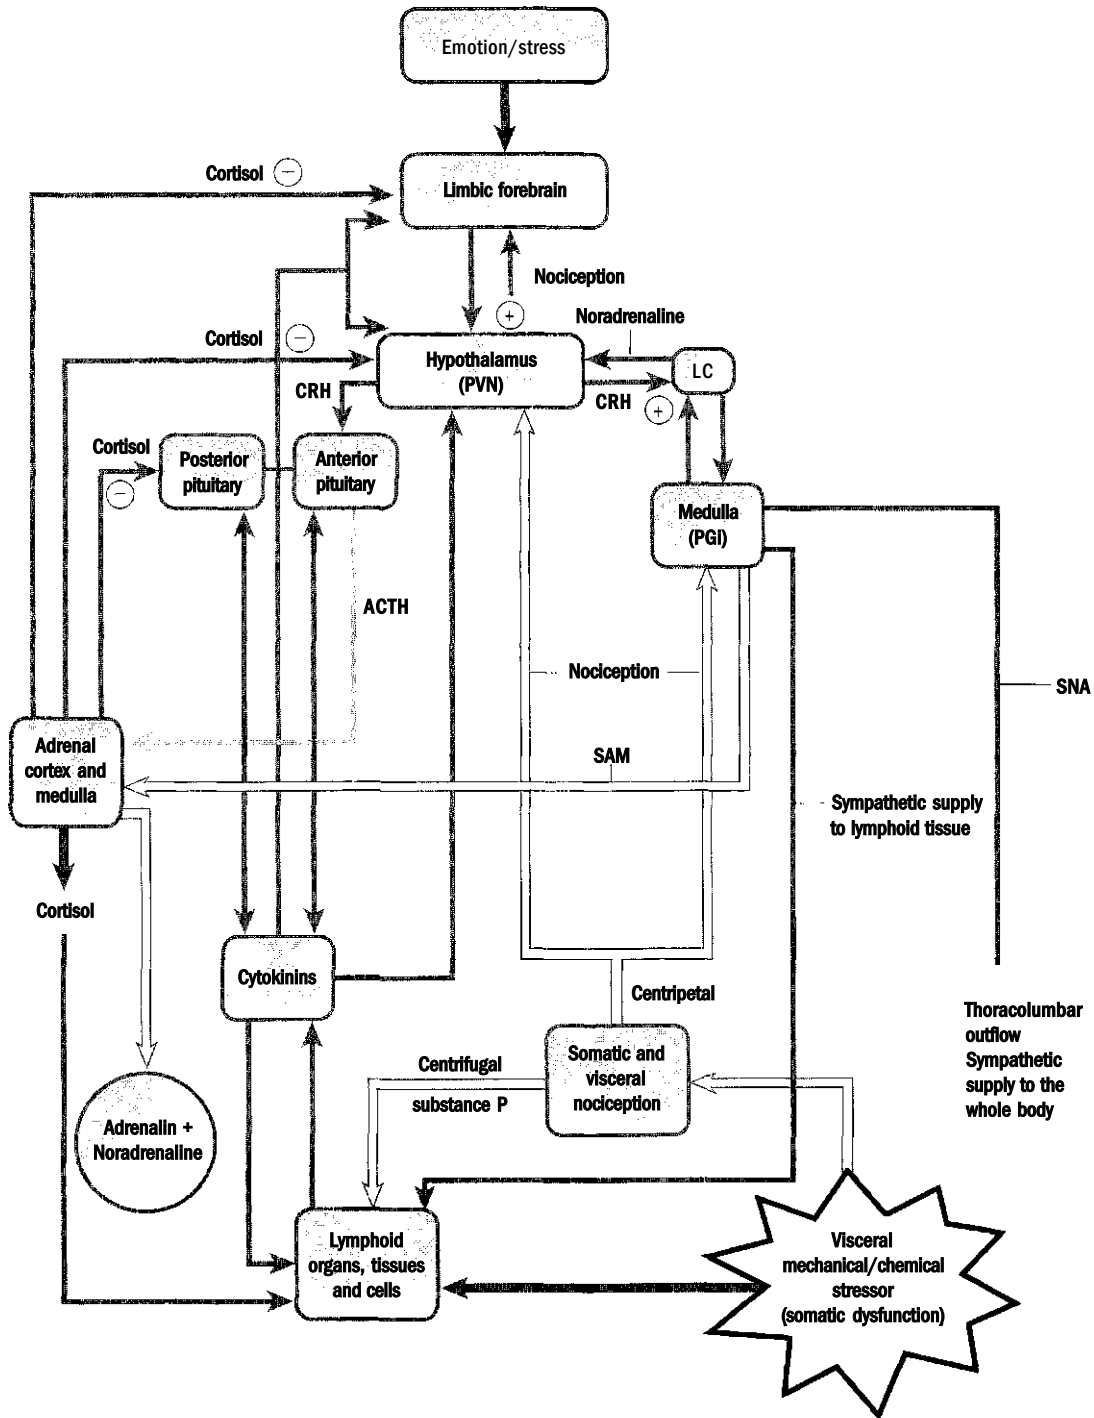 Emotion/stress
Cortisol −
Limbic forebrain
Nociception
+
Noradrenaline
Cortisol −
Hypothalamus
(PVN)
LC
CRH
CRH
+
Cortisol
−
Posterior
pituitary
Anterior
pituitary
Medulla
(PGI)
ACTH
Nociception
SNA
Adrenal
cortex and
medulla
SAM
Sympathetic supply
to lymphoid tissue
Cortisol
Cytokinins
Centripetal
Thoracolumbar
outflow
Sympathetic
supply to the
whole body
Somatic and
visceral
nociception
Centrifugal
substance P
Adrenalin +
Noradrenaline
Lymphoid
organs, tissues
and cells
Visceral
mechanical/chemical
stressor
(somatic dysfunction)